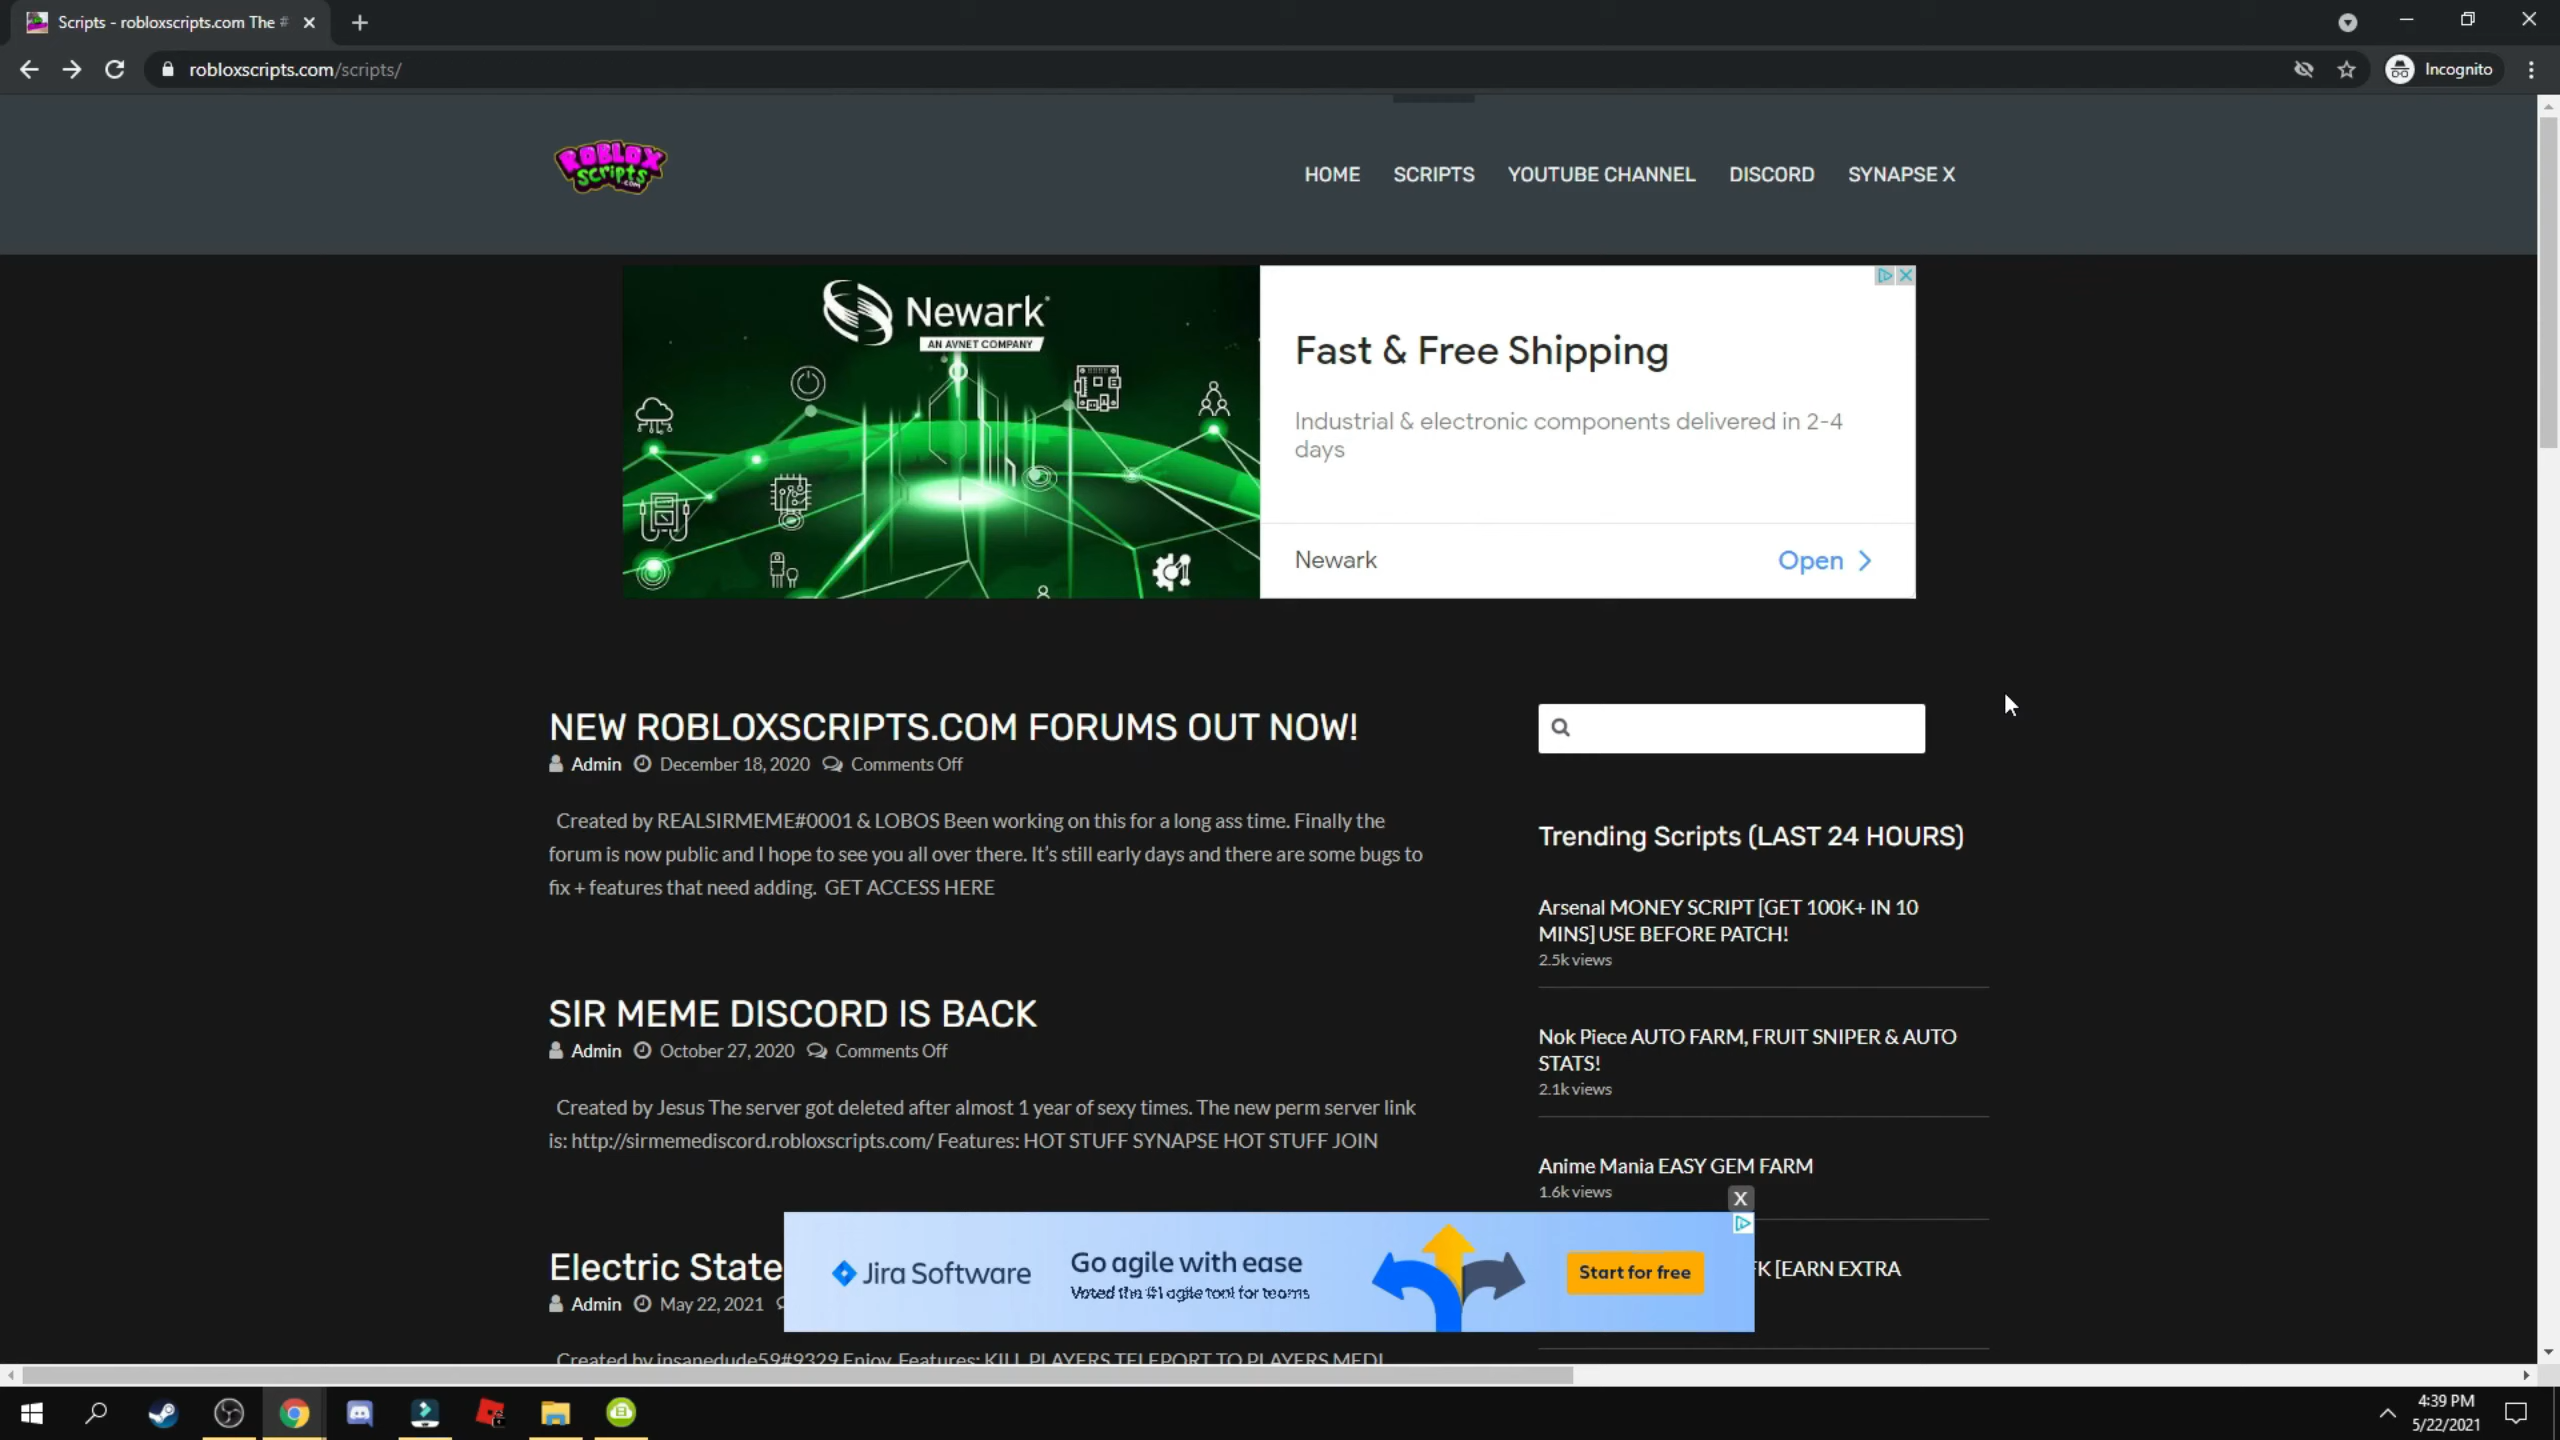 Scripts - robloxscripts.com The #
robloxscripts.com/scripts/
Incognito
ROBLOX
Scripts
.COM
HOME SCRIPTS YOUTUBE CHANNEL DISCORD SYNAPSE X
Newark
AN AVNET COMPANY
Fast & Free Shipping
Industrial & electronic components delivered in 2-4
days
Newark
Open
NEW ROBLOXSCRIPTS.COM FORUMS OUT NOW!
Admin December 18, 2020 Comments Off
Created by REALSIRMEME#0001 & LOBOS Been working on this for a long ass time. Finally the
forum is now public and I hope to see you all over there. It's still early days and there are some bugs to
fix + features that need adding. GET ACCESS HERE
SIR MEME DISCORD IS BACK
Admin October 27, 2020 Comments Off
Created by Jesus The server got deleted after almost 1 year of sexy times. The new perm server link
is: http://sirmemediscord.robloxscripts.com/ Features: HOT STUFF SYNAPSE HOT STUFF JOIN
Electric State
Admin May 22, 2021
Created by insanedude59#9329 Enjoy. Features: KILL PLAYERS TELEPORT TO PLAYERS MEDI
Trending Scripts (LAST 24 HOURS)
Arsenal MONEY SCRIPT [GET 100K+ IN 10
MINS] USE BEFORE PATCH!
2.5k views
Nok Piece AUTO FARM, FRUIT SNIPER & AUTO
STATS!
2.1k views
Anime Mania EASY GEM FARM
1.6k views
X
FK [EARN EXTRA
Jira Software
Go agile with ease
Voted the #1 agile tool for teams
Start for free
4:39 PM
5/22/2021